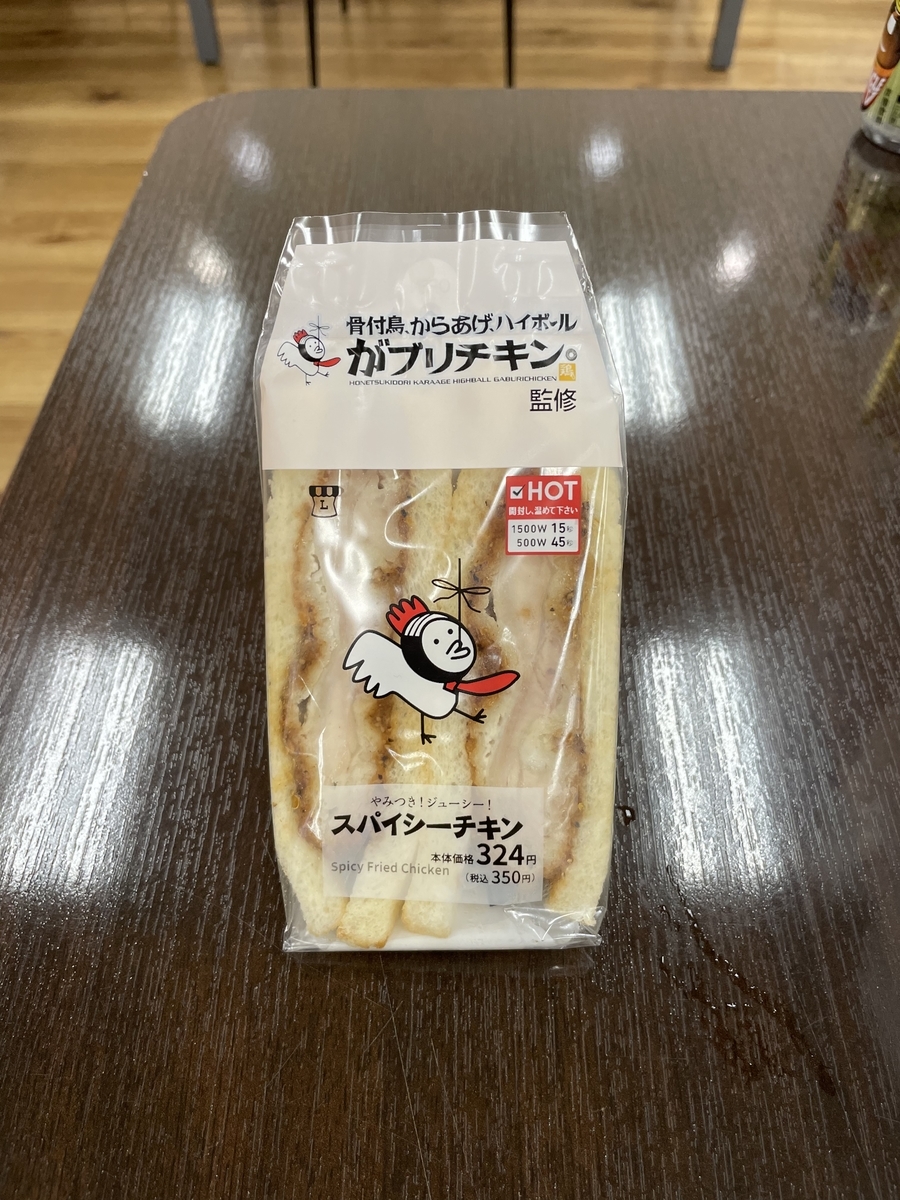 骨付鳥、からあげ、ハイボール
がブリチキン。
鶏
HONETSUKIDORI KARAAGE HIGHBALL GABURICHICKEN
監修
L
HOT
開封し、温めて下さい
1500W 15秒
500W 45秒
やみつき!ジューシー!
スパイシーチキン
本体価格 324円
Spicy Fried Chicken
(税込 350円)